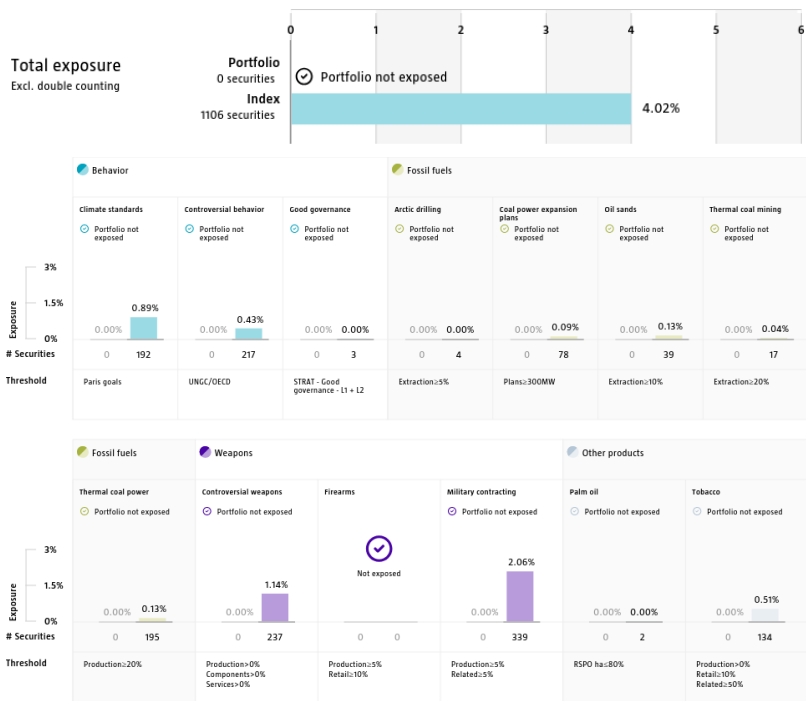 0 1 2 3 4 5 6
Total exposure
Excl. double counting
Portfolio
0 securities
Portfolio not exposed
Index
1106 securities
4.02%
Behavior
Fossil fuels
Climate standards
Controversial behavior
Good governance
Arctic drilling
Coal power expansion
plans
Oil sands
Thermal coal mining
Portfolio not
exposed
Portfolio not
exposed
Portfolio not
exposed
Portfolio not
exposed
Portfolio not
exposed
Portfolio not
exposed
Portfolio not
exposed
Exposure
3%
1.5%
0%
0.00% 0.89%
0.00% 0.43%
0.00% 0.00%
0.00% 0.00%
0.00% 0.09%
0.00% 0.13%
0.00% 0.04%
# Securities 0 192 0 217 0 3 0 4 0 78 0 39 0 17
Threshold
Paris goals
UNGC/OECD
STRAT - Good
governance - L1 + L2
Extraction≥5%
Plans≥300MW
Extraction≥10%
Extraction≥20%
Fossil fuels
Weapons
Other products
Thermal coal power
Controversial weapons
Firearms
Military contracting
Palm oil
Tobacco
Portfolio not exposed
Portfolio not exposed
Not exposed
Portfolio not exposed
Portfolio not exposed
Portfolio not exposed
Exposure
3%
1.5%
0%
0.00% 0.13%
0.00% 1.14%
0.00% 2.06%
0.00% 0.00%
0.00% 0.51%
# Securities 0 195 0 237 0 0 0 339 0 2 0 134
Threshold
Production≥20%
Production>0%
Components>0%
Services>0%
Production≥5%
Retail≥10%
Production≥5%
Related≥5%
RSPO ha≤80%
Production>0%
Retail≥10%
Related≥50%